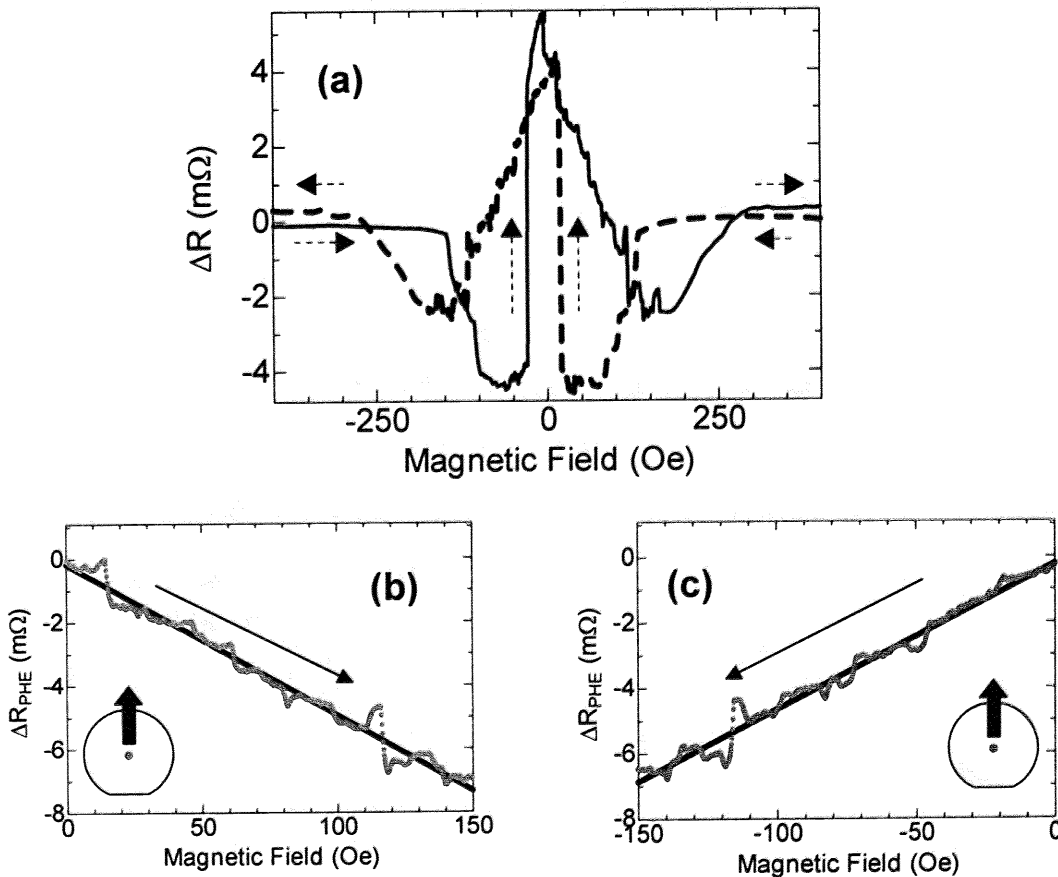 (a)
4
2
0
-2
-4
ΔR (mΩ)
-250 0 250
Magnetic Field (Oe)
(b)
0
-2
-4
-6
-8
ΔR_PHE (mΩ)
0 50 100 150
Magnetic Field (Oe)
(c)
0
-2
-4
-6
-8
ΔR_PHE (mΩ)
-150 -100 -50 0
Magnetic Field (Oe)